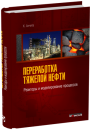 ПЕРЕРАБОТКА
ТЯЖЕЛОЙ НЕФТИ
Реакторы и моделирование процессов